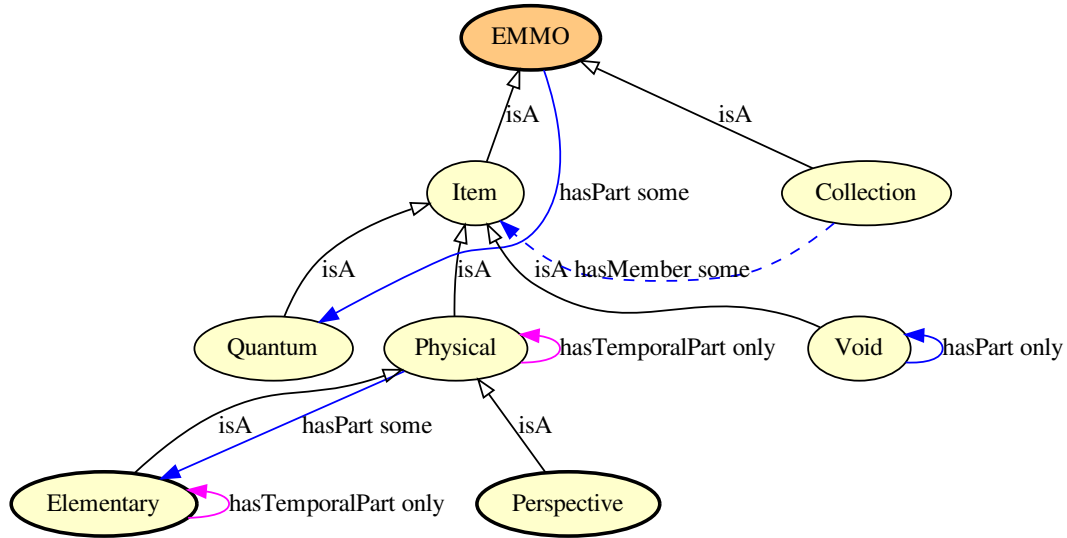 EMMO
isA
isA
Item
hasPart some
Collection
isA
isA
isA
hasMember some
Quantum
Physical
hasTemporalPart only
Void
hasPart only
isA
hasPart some
isA
Elementary
hasTemporalPart only
Perspective